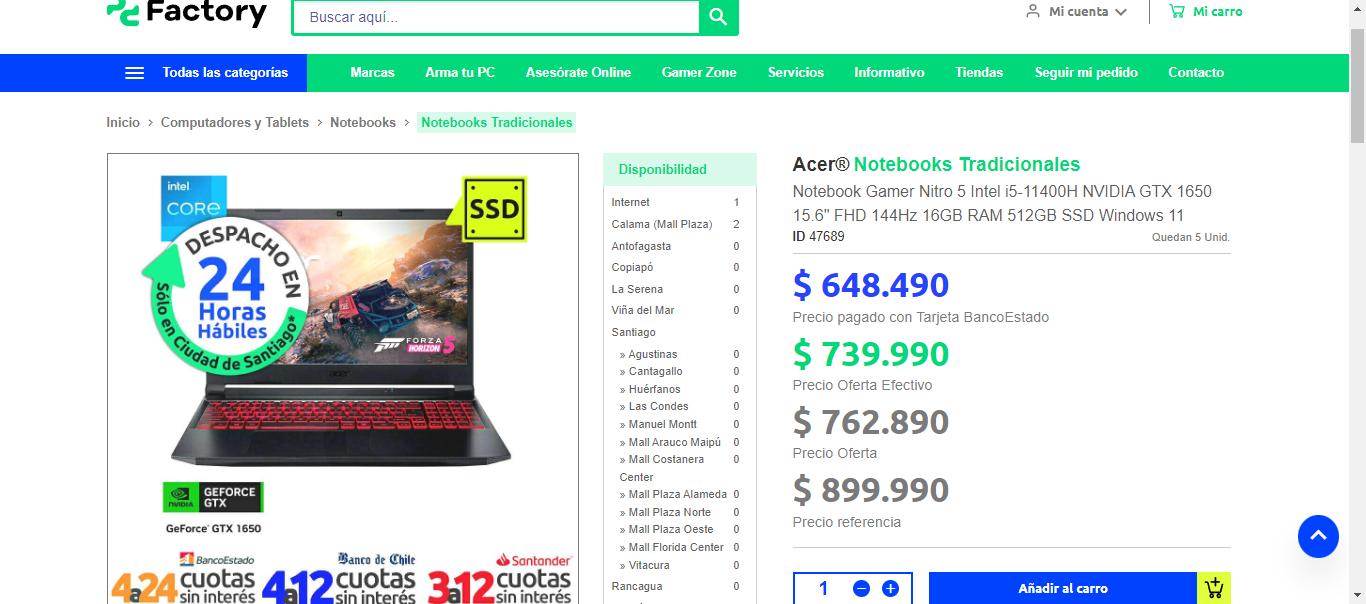 Factory
Buscar aquí...
Mi cuenta
Mi carro
Todas las categorías
Marcas
Arma tu PC
Asesórate Online
Gamer Zone
Servicios
Informativo
Tiendas
Seguir mi pedido
Contacto
Inicio › Computadores y Tablets › Notebooks › Notebooks Tradicionales
intel
CORE
SSD
DESPACHO EN
24
Horas
Hábiles
Sólo en Ciudad de Santiago*
FORZA
HORIZON 5
acer
NVIDIA
GEFORCE
GTX
GeForce® GTX 1650
BancoEstado
4a24 cuotas
sin interés
Banco de Chile
4a12 cuotas
sin interés
Santander
3a12 cuotas
sin interés
Disponibilidad
Internet 1
Calama (Mall Plaza) 2
Antofagasta 0
Copiapó 0
La Serena 0
Viña del Mar 0
Santiago
» Agustinas 0
» Cantagallo 0
» Huérfanos 0
» Las Condes 0
» Manuel Montt 0
» Mall Arauco Maipú 0
» Mall Costanera 0
Center
» Mall Plaza Alameda 0
» Mall Plaza Norte 0
» Mall Plaza Oeste 0
» Mall Florida Center 0
» Vitacura 0
Rancagua 0
Acer® Notebooks Tradicionales
Notebook Gamer Nitro 5 Intel i5-11400H NVIDIA GTX 1650
15.6" FHD 144Hz 16GB RAM 512GB SSD Windows 11
ID 47689
Quedan 5 Unid.
$ 648.490
Precio pagado con Tarjeta BancoEstado
$ 739.990
Precio Oferta Efectivo
$ 762.890
Precio Oferta
$ 899.990
Precio referencia
1
Añadir al carro